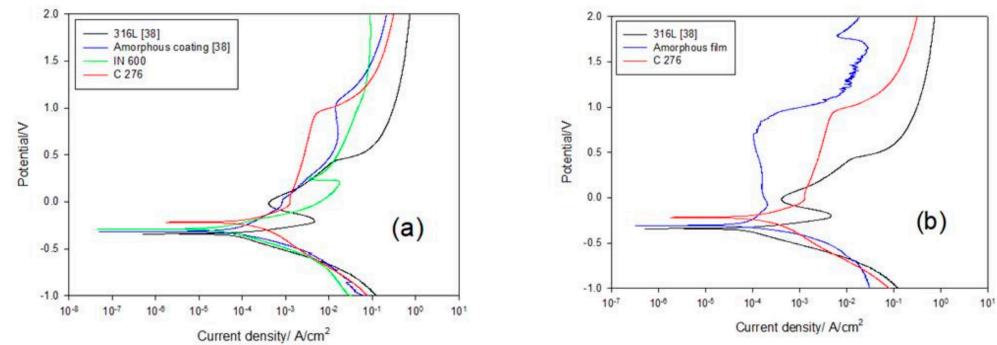 316L [38]
Amorphous coating [38]
IN 600
C 276
2.0
1.5
1.0
0.5
0.0
-0.5
-1.0
Potential/V
(a)
10-8 10-7 10-6 10-5 10-4 10-3 10-2 10-1 100 101
Current density/ A/cm2
316L [38]
Amorphous film
C 276
2.0
1.5
1.0
0.5
0.0
-0.5
-1.0
Potential/V
(b)
10-7 10-6 10-5 10-4 10-3 10-2 10-1 100 101
Current density/ A/cm2